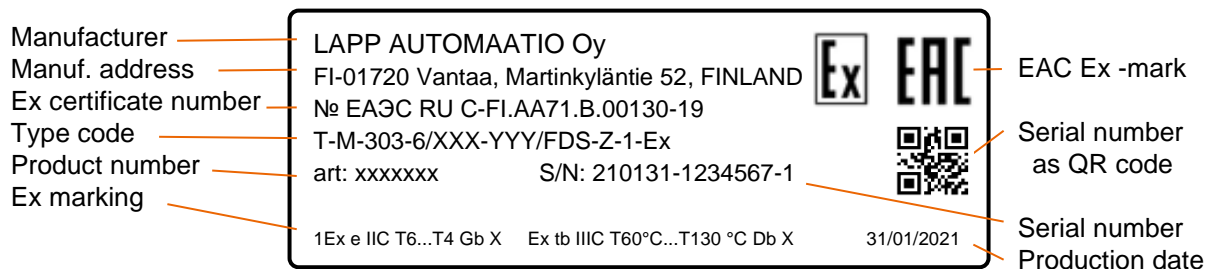 Manufacturer
Manuf. address
Ex certificate number
Type code
Product number
Ex marking
LAPP AUTOMAATIO Oy
FI-01720 Vantaa, Martinkyläntie 52, FINLAND
№ ЕАЭС RU C-FI.AA71.B.00130-19
T-M-303-6/XXX-YYY/FDS-Z-1-Ex
art: xxxxxxx S/N: 210131-1234567-1
1Ex e IIC T6...T4 Gb X Ex tb IIIC T60°C...T130 °C Db X 31/01/2021
Ex EAC
EAC Ex -mark
Serial number
as QR code
Serial number
Production date